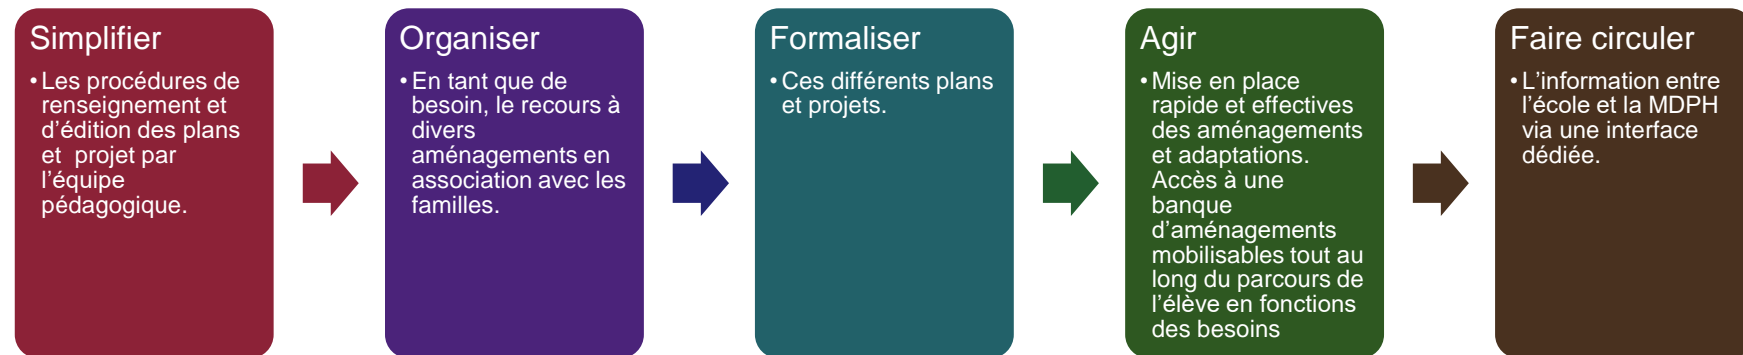 Simplifier
• Les procédures de
renseignement et
d’édition des plans
et projet par
l’équipe
pédagogique.
Organiser
• En tant que de
besoin, le recours à
divers
aménagements en
association avec les
familles.
Formaliser
• Ces différents plans
et projets.
Agir
• Mise en place
rapide et effectives
des aménagements
et adaptations.
Accès à une
banque
d’aménagements
mobilisables tout au
long du parcours de
l’élève en fonctions
des besoins
Faire circuler
• L’information entre
l’école et la MDPH
via une interface
dédiée.